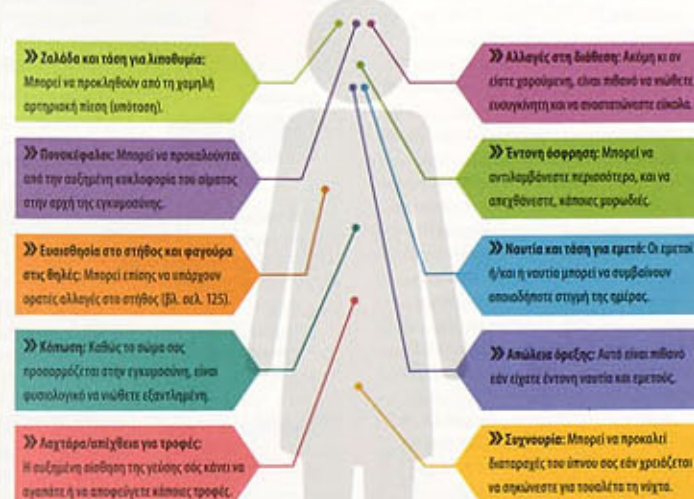 » Ζαλάδα και τάση για λιποθυμία:
Μπορεί να προκληθούν από τη χαμηλή
αρτηριακή πίεση (υπόταση).
» Πονοκέφαλοι: Μπορεί να προκαλούνται
από την αυξημένη κυκλοφορία του αίματος
στην αρχή της εγκυμοσύνης.
» Ευαισθησία στο στήθος και φαγούρα
στις θηλές: Μπορεί επίσης να υπάρχουν
ορατές αλλαγές στο στήθος (βλ. σελ. 125).
» Κόπωση: Καθώς το σώμα σας
προσαρμόζεται στην εγκυμοσύνη, είναι
φυσιολογικό να νιώθετε εξαντλημένη.
» Λαχτάρα/απέχθεια για τροφές:
Η αυξημένη αίσθηση της γεύσης σάς κάνει να
αγαπάτε ή να αποφεύγετε κάποιες τροφές.
» Αλλαγές στη διάθεση: Ακόμη κι αν
είστε χαρούμενη, είναι πιθανό να νιώθετε
ευσυγκίνητη και να αναστατώνεστε εύκολα.
» Έντονη όσφρηση: Μπορεί να
αντιλαμβάνεστε περισσότερο, και να
απεχθάνεστε, κάποιες μυρωδιές.
» Ναυτία και τάση για εμετό: Οι εμετοί
ή/και η ναυτία μπορεί να συμβαίνουν
οποιαδήποτε στιγμή της ημέρας.
» Απώλεια όρεξης: Αυτό είναι πιθανό
εάν είχατε έντονη ναυτία και εμετούς.
» Συχνουρία: Μπορεί να προκαλεί
διαταραχές του ύπνου σας εάν χρειάζεται
να σηκώνεστε για τουαλέτα τη νύχτα.